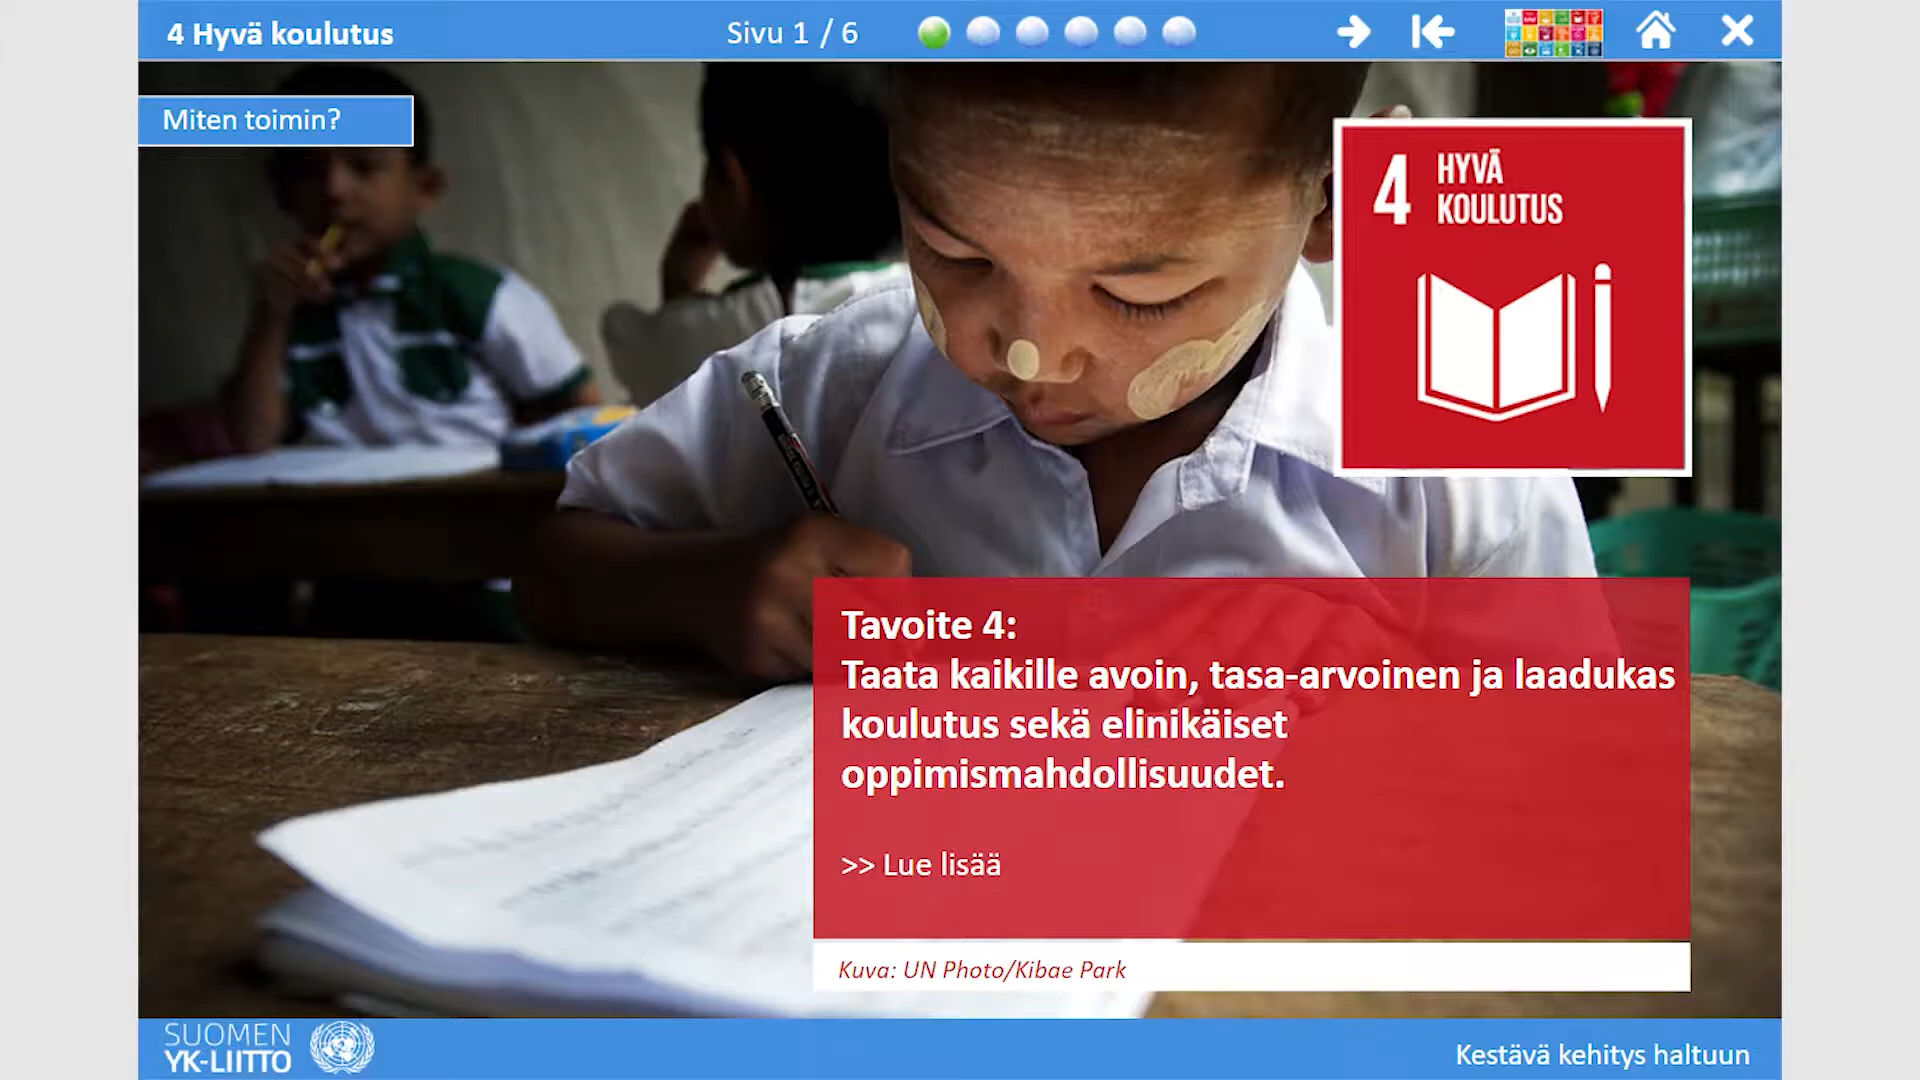 4 Hyvä koulutus
Sivu 1 / 6
Miten toimin?
4 HYVÄ
KOULUTUS
Tavoite 4:
Taata kaikille avoin, tasa-arvoinen ja laadukas
koulutus sekä elinikäiset
oppimismahdollisuudet.
>> Lue lisää
Kuva: UN Photo/Kibae Park
SUOMEN
YK-LIITTO
Kestävä kehitys haltuun